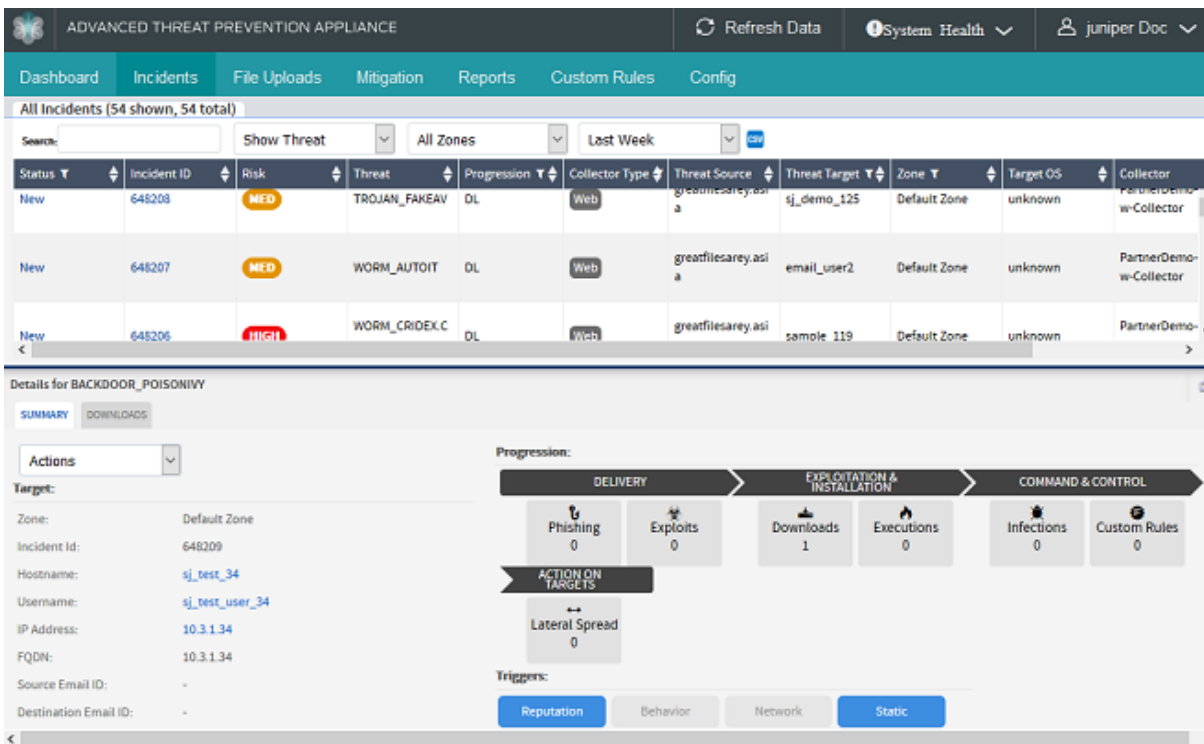 ADVANCED THREAT PREVENTION APPLIANCE Refresh Data System Health juniper Doc
Dashboard Incidents File Uploads Mitigation Reports Custom Rules Config
All Incidents (54 shown, 54 total)
Search: Show Threat All Zones Last Week CSV
Status Incident ID Risk Threat Progression Collector Type Threat Source Threat Target Zone Target OS Collector
New 648208 MED TROJAN_FAKEAV DL Web greatfilesarey.asi sj_demo_125 Default Zone unknown PartnerDemo-
a w-Collector
New 648207 MED WORM_AUTOIT DL Web greatfilesarey.asi email_user2 Default Zone unknown PartnerDemo-
a w-Collector
New 648206 HIGH WORM_CRIDEX.C DL Web greatfilesarey.asi sample_119 Default Zone unknown PartnerDemo-
Details for BACKDOOR_POISONIVY
SUMMARY DOWNLOADS
Actions
Target:
Zone: Default Zone
Incident Id: 648209
Hostname: sj_test_34
Username: sj_test_user_34
IP Address: 10.3.1.34
FQDN: 10.3.1.34
Source Email ID: -
Destination Email ID: -
Progression:
DELIVERY EXPLOITATION & INSTALLATION COMMAND & CONTROL
Phishing Exploits Downloads Executions Infections Custom Rules
0 0 1 0 0 0
ACTION ON
TARGETS
Lateral Spread
0
Triggers:
Reputation Behavior Network Static